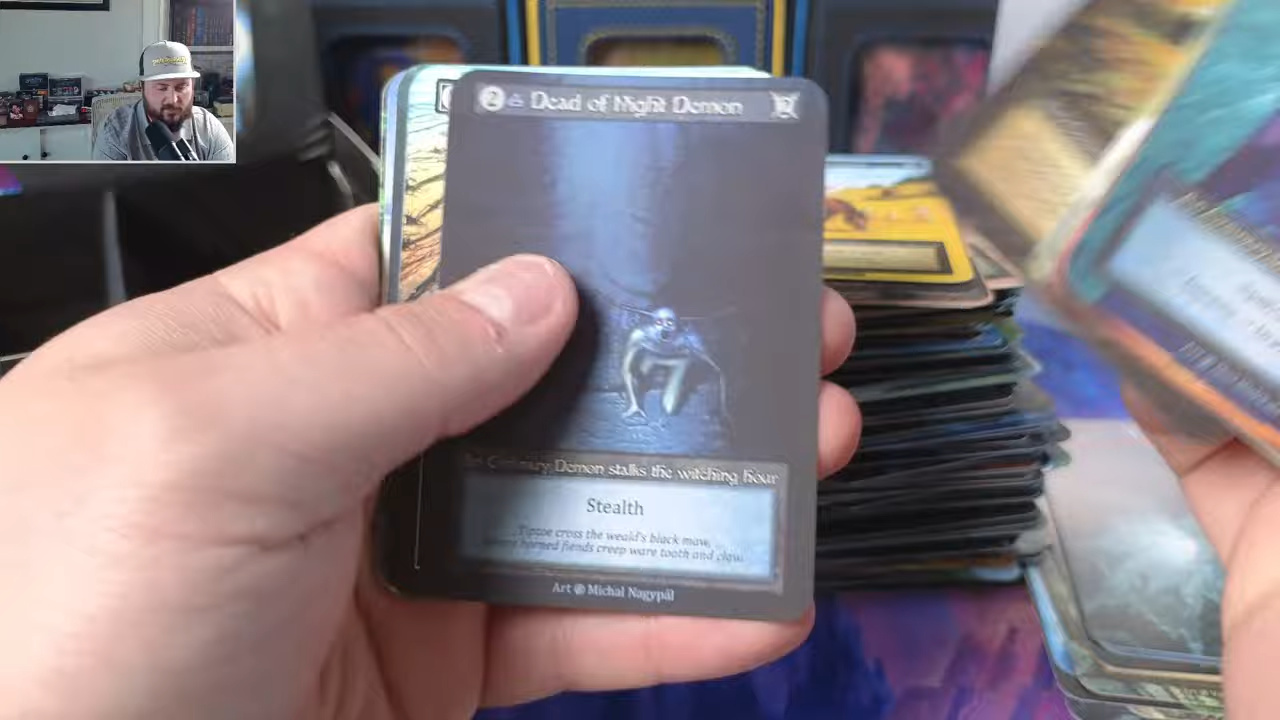 2 Dead of Night Demon 2
Demon stalks the witching hour
Stealth
Tiptoe cross the weald's black maw,
horned fiends creep ware tooth and claw.
Art Michal Nagypál